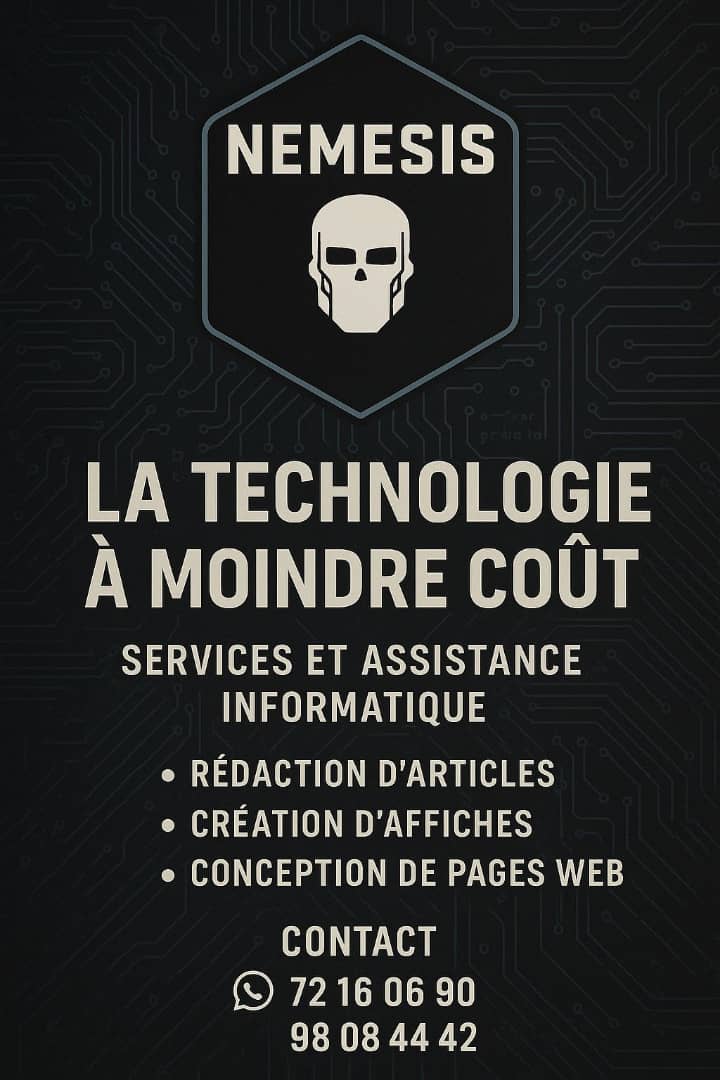 NEMESIS
LA TECHNOLOGIE
À MOINDRE COÛT
SERVICES ET ASSISTANCE
INFORMATIQUE
• RÉDACTION D'ARTICLES
• CRÉATION D'AFFICHES
• CONCEPTION DE PAGES WEB
CONTACT
72 16 06 90
98 08 44 42